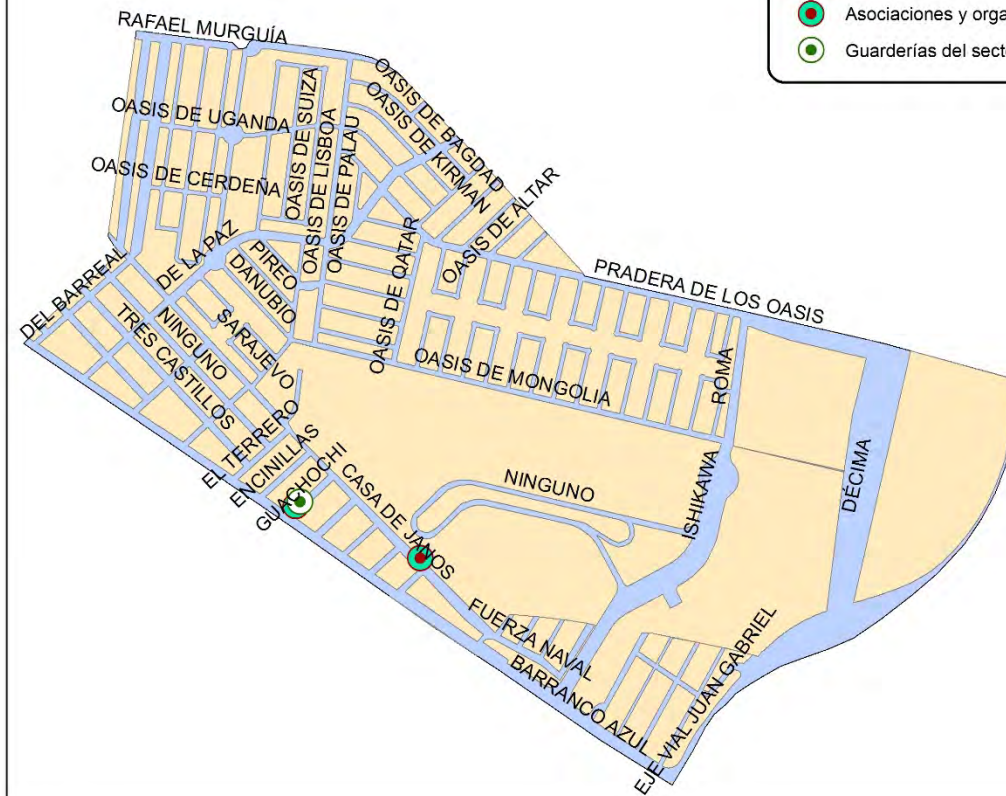 Asociaciones y orga
Guarderías del secto
RAFAEL MURGUÍA
OASIS DE BAGDAD
OASIS DE KIRMAN
OASIS DE SUIZA
OASIS DE UGANDA
OASIS DE LISBOA
OASIS DE PALAU
OASIS DE CERDEÑA
OASIS DE ALTAR
OASIS DE QATAR
DE LA PAZ
PIREO
DANUBIO
DEL BARREAL
PRADERA DE LOS OASIS
TRES CASTILLOS
NINGUNO
SARAJEVO
OASIS DE MONGOLIA
ROMA
EL TERRERO
ENCINILLAS
GUACHOCHI
CASA DE JANOS
NINGUNO
ISHIKAWA
DÉCIMA
FUERZA NAVAL
BARRANCO AZUL
EJE VIAL JUAN GABRIEL